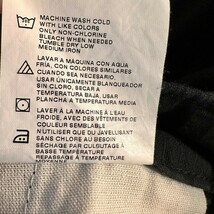 MACHINE WASH COLD
WITH LIKE COLORS
ONLY NON-CHLORINE
BLEACH WHEN NEEDED
TUMBLE DRY LOW
MEDIUM IRON
LAVAR A MÁQUINA CON AGUA
FRÍA, CON COLORES SIMILARES
CUANDO SEA NECESARIO,
USAR UN BLANQUEADOR
SIN CLORO, SECAR A
TEMPERATURA BAJA, USAR
PLANCHA A TEMPERATURA MEDIA
LAVER À LA MACHINE À L'EAU
FROIDE, AVEC DES VÊTEMENTS DE
COULEUR SEMBLABLE
N'UTILISER QUE DU JAVELLISANT
SANS CHLORE AU BESOIN
SÉCHAGE PAR CULBUTAGE À
BASSE TEMPÉRATURE
REPASSAGE À TEMPÉRATURE
MOYENNE